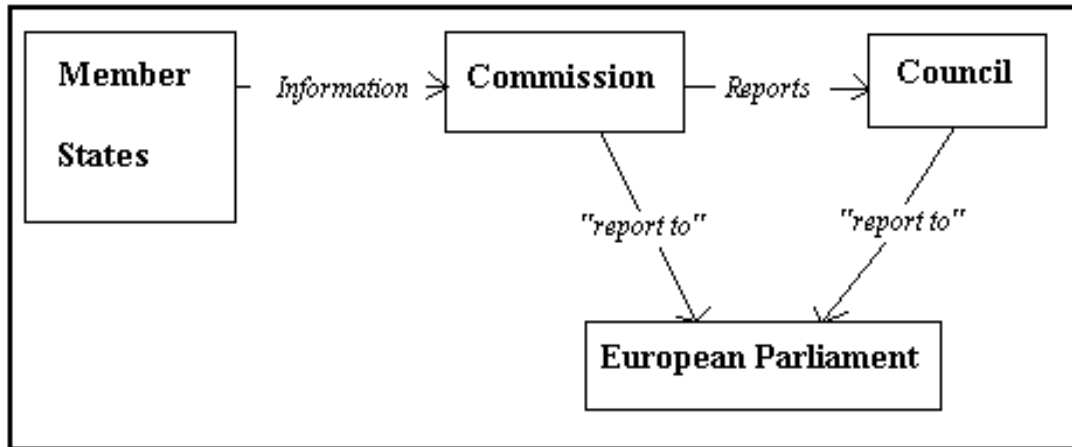 Member
States
Information
Commission
Reports
Council
"report to"
"report to"
European Parliament